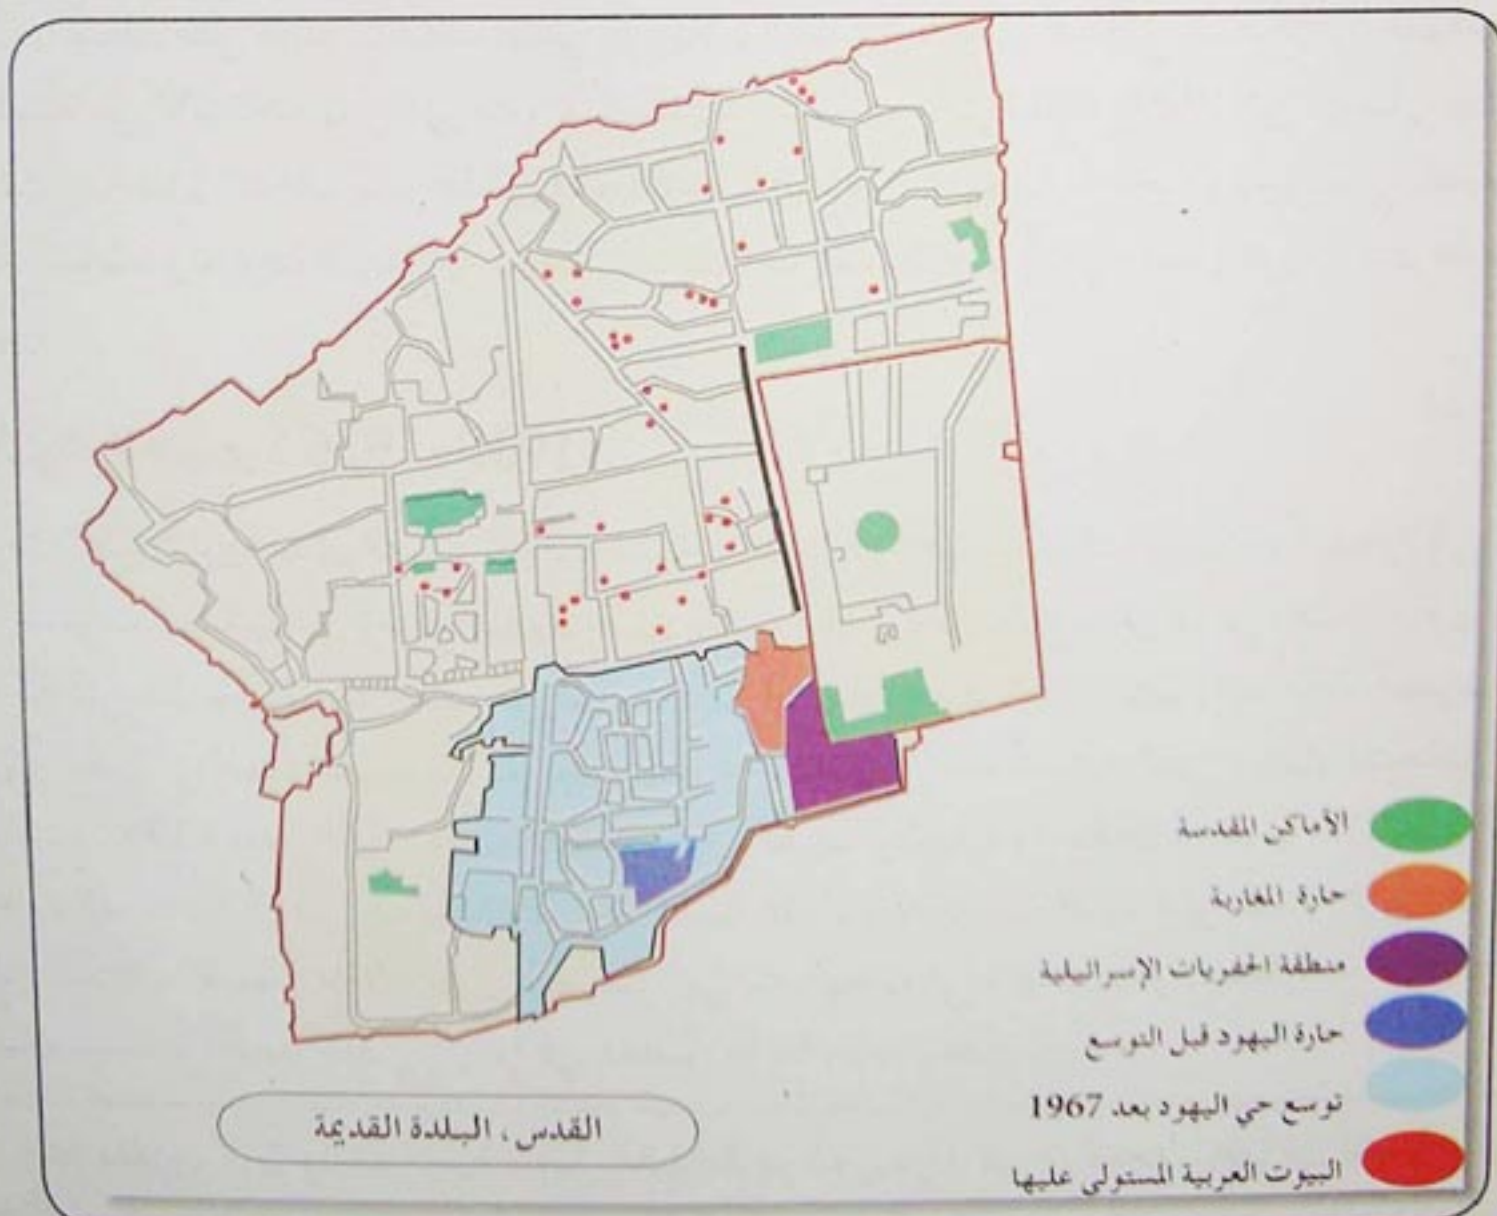 الأماكن المقدسة
حارة المغاربة
منطقة الحفريات الإسرائيلية
حارة اليهود قبل التوسع
توسع حي اليهود بعد 1967
البيوت العربية المستولى عليها
القدس، البلدة القديمة